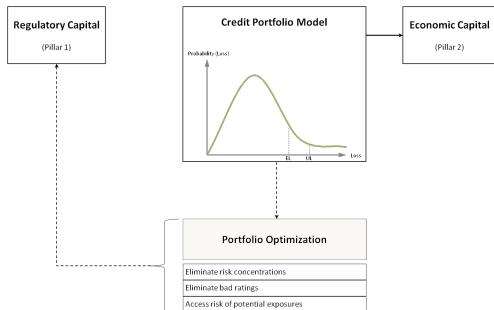 Regulatory Capital
(Pillar 1)
Credit Portfolio Model
Probability (Loss)
EL
UL
Loss
Economic Capital
(Pillar 2)
Portfolio Optimization
Eliminate risk concentrations
Eliminate bad ratings
Access risk of potential exposures